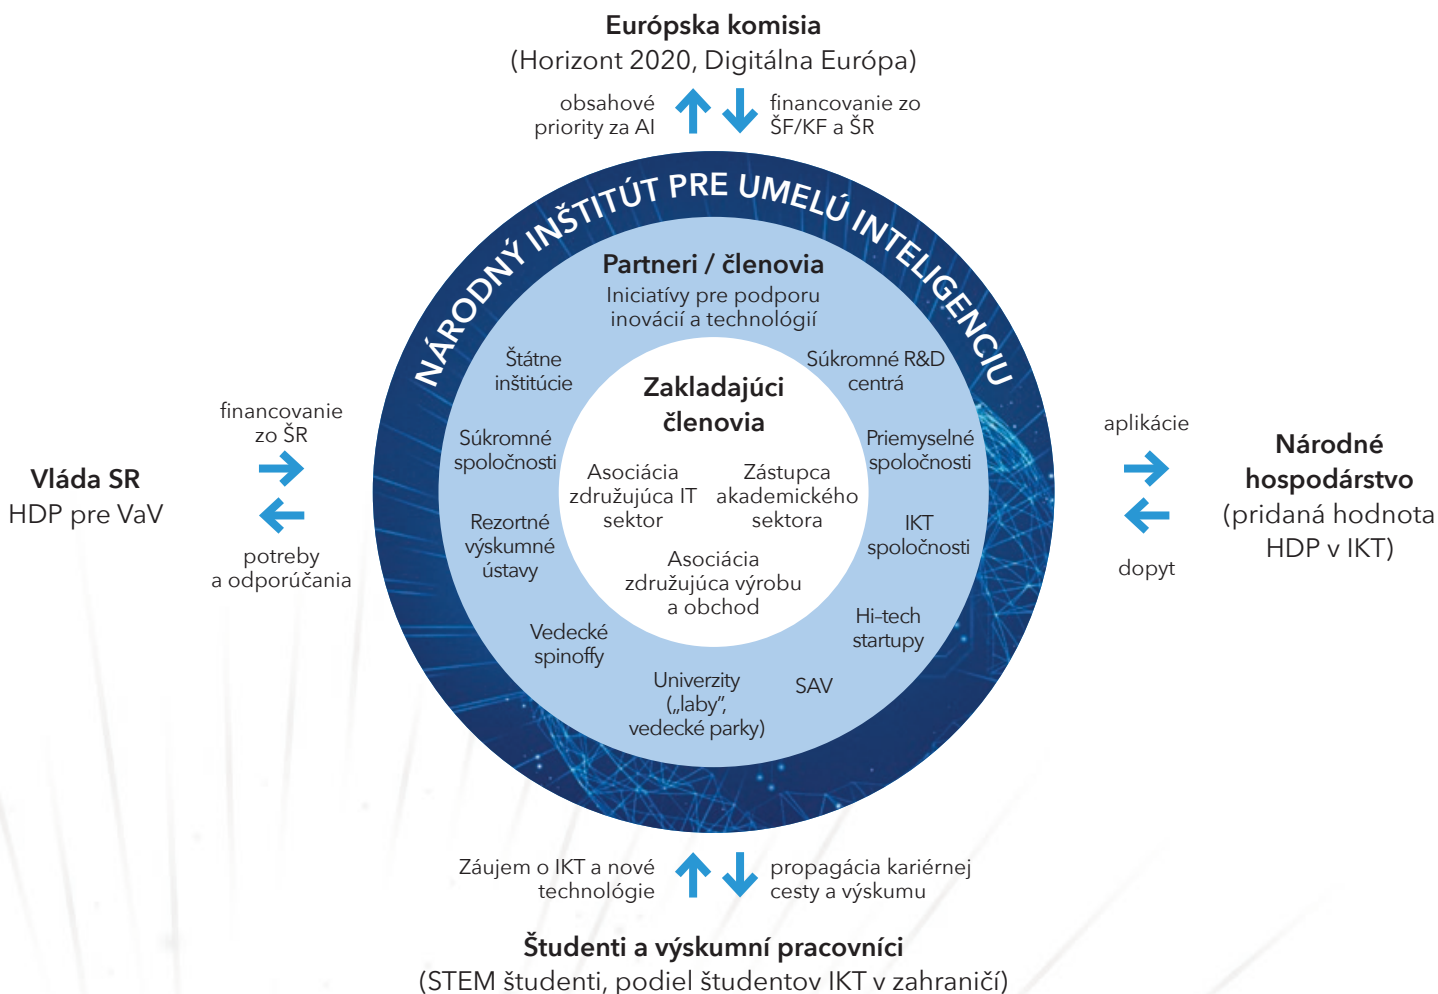 Európska komisia
(Horizont 2020, Digitálna Európa)
obsahové
priority za AI
financovanie zo
ŠF/KF a ŠR
NÁRODNÝ INŠTITÚT PRE UMELÚ INTELIGENCIU
Partneri / členovia
Iniciatívy pre podporu
inovácií a technológií
Štátne
inštitúcie
Súkromné R&D
centrá
Súkromné
spoločnosti
Priemyselné
spoločnosti
Rezortné
výskumné
ústavy
IKT
spoločnosti
Vedecké
spinoffy
Hi-tech
startupy
Univerzity
(„laby”,
vedecké parky)
SAV
Zakladajúci
členovia
Asociácia
združujúca IT
sektor
Zástupca
akademického
sektora
Asociácia
združujúca výrobu
a obchod
Vláda SR
HDP pre VaV
financovanie
zo ŠR
potreby
a odporúčania
aplikácie
dopyt
Národné
hospodárstvo
(pridaná hodnota
HDP v IKT)
Záujem o IKT a nové
technológie
propagácia kariérnej
cesty a výskumu
Študenti a výskumní pracovníci
(STEM študenti, podiel študentov IKT v zahraničí)